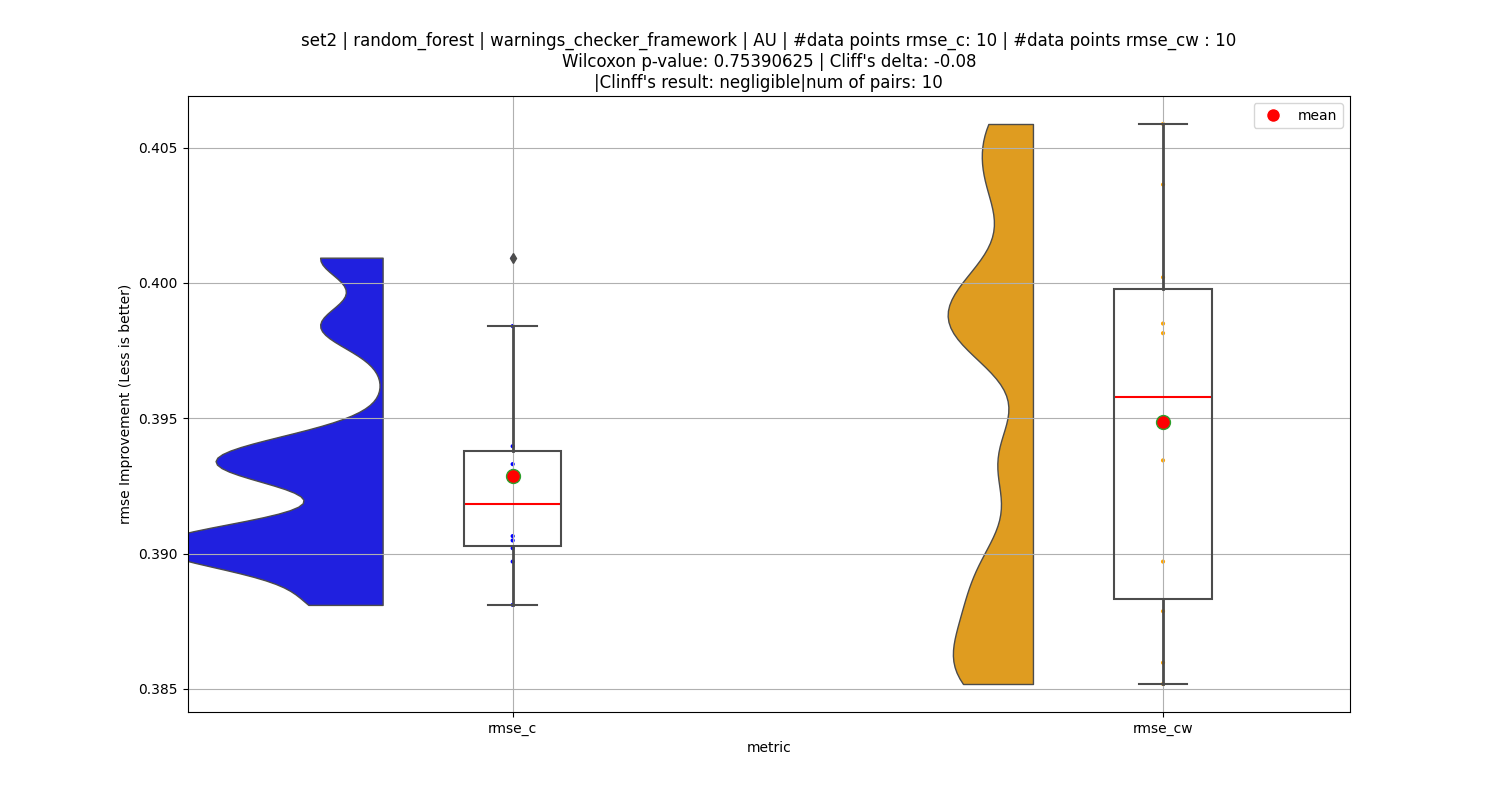 set2 | random_forest | warnings_checker_framework | AU | #data points rmse_c: 10 | #data points rmse_cw : 10
Wilcoxon p-value: 0.75390625 | Cliff's delta: -0.08
|Clinff's result: negligible|num of pairs: 10
mean
0.405
0.400
0.395
0.390
0.385
rmse Improvement (Less is better)
rmse_c
rmse_cw
metric